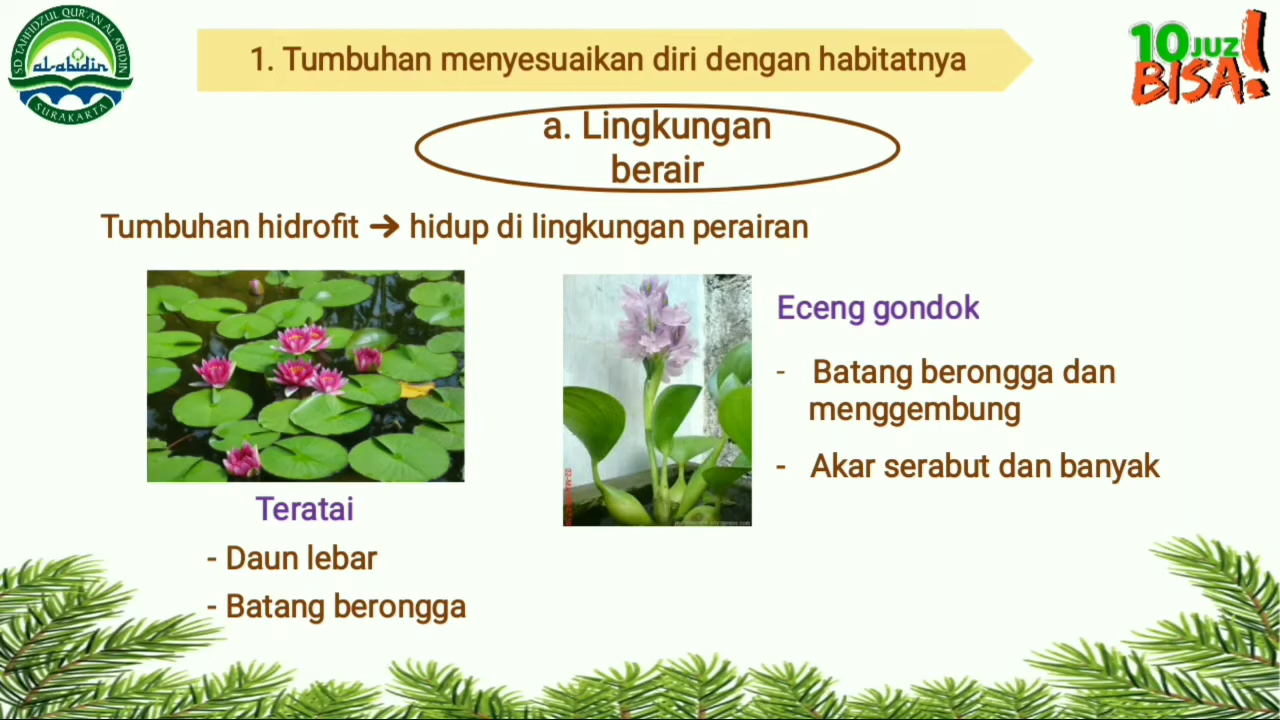 SD TAHFIDZUL QUR'AN AL ABIDIN
al-abidin
SURAKARTA
1. Tumbuhan menyesuaikan diri dengan habitatnya
10 JUZ
BISA!
a. Lingkungan
berair
Tumbuhan hidrofit → hidup di lingkungan perairan
Eceng gondok
- Batang berongga dan
menggembung
- Akar serabut dan banyak
Teratai
- Daun lebar
- Batang berongga